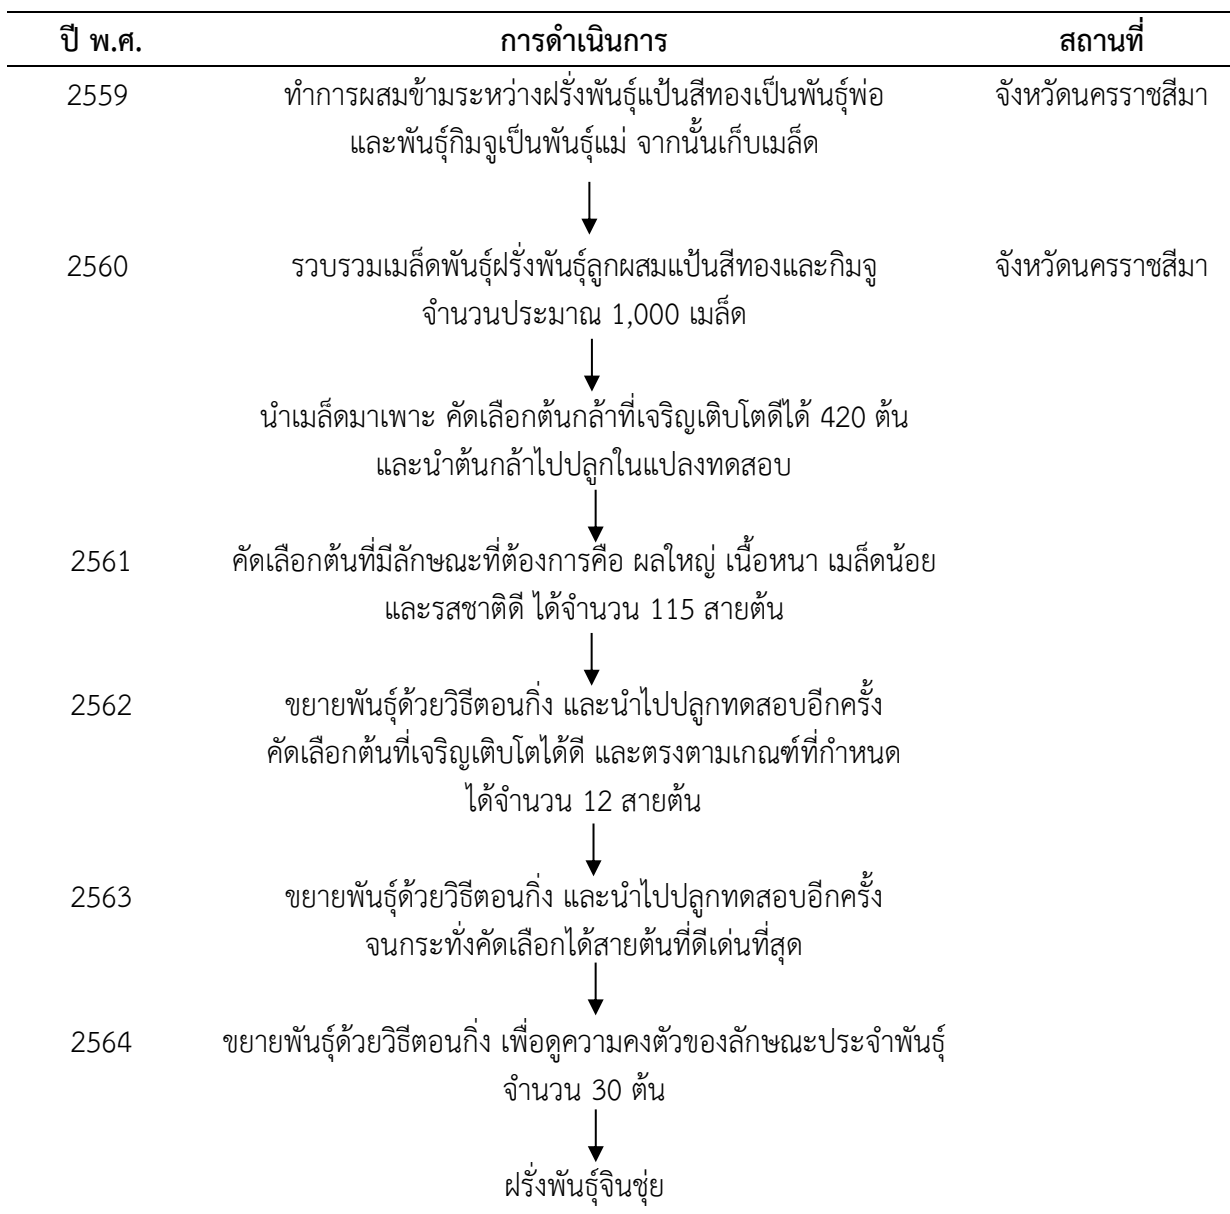 ปี พ.ศ. การดำเนินการ สถานที่
2559 ทำการผสมข้ามระหว่างฝรั่งพันธุ์แป้นสีทองเป็นพันธุ์พ่อ จังหวัดนครราชสีมา
และพันธุ์กิมจูเป็นพันธุ์แม่ จากนั้นเก็บเมล็ด
2560 รวบรวมเมล็ดพันธุ์ฝรั่งพันธุ์ลูกผสมแป้นสีทองและกิมจู จังหวัดนครราชสีมา
จำนวนประมาณ 1,000 เมล็ด
นำเมล็ดมาเพาะ คัดเลือกต้นกล้าที่เจริญเติบโตดีได้ 420 ต้น
และนำต้นกล้าไปปลูกในแปลงทดสอบ
2561 คัดเลือกต้นที่มีลักษณะที่ต้องการคือ ผลใหญ่ เนื้อหนา เมล็ดน้อย
และรสชาติดี ได้จำนวน 115 สายต้น
2562 ขยายพันธุ์ด้วยวิธีตอนกิ่ง และนำไปปลูกทดสอบอีกครั้ง
คัดเลือกต้นที่เจริญเติบโตได้ดี และตรงตามเกณฑ์ที่กำหนด
ได้จำนวน 12 สายต้น
2563 ขยายพันธุ์ด้วยวิธีตอนกิ่ง และนำไปปลูกทดสอบอีกครั้ง
จนกระทั่งคัดเลือกได้สายต้นที่ดีเด่นที่สุด
2564 ขยายพันธุ์ด้วยวิธีตอนกิ่ง เพื่อดูความคงตัวของลักษณะประจำพันธุ์
จำนวน 30 ต้น
ฝรั่งพันธุ์จินชุ่ย